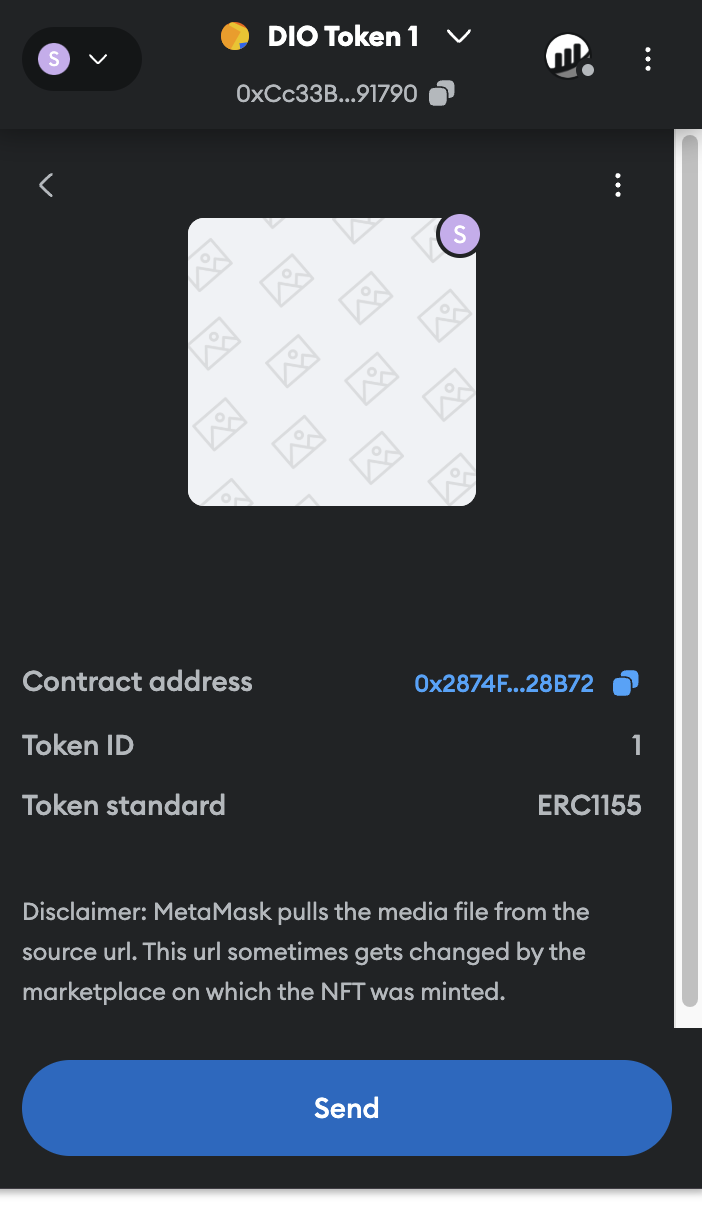 S
DIO Token 1
0xCc33B...91790
S
Contract address 0x2874F...28B72
Token ID 1
Token standard ERC1155
Disclaimer: MetaMask pulls the media file from the
source url. This url sometimes gets changed by the
marketplace on which the NFT was minted.
Send